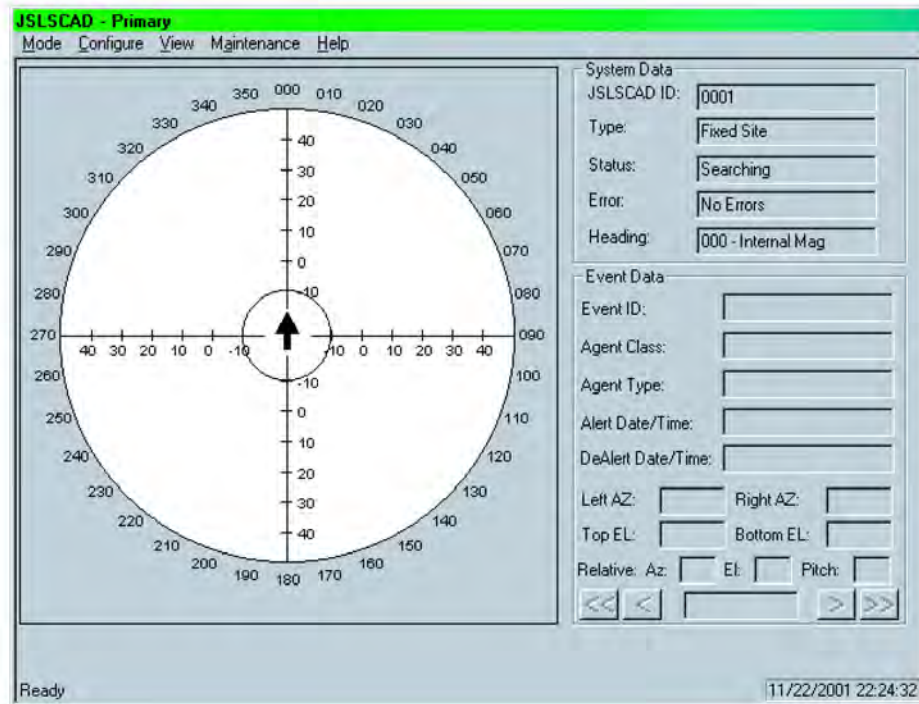 JSLSCAD - Primary
Mode Configure View Maintenance Help
350 000 010
340 020
330 030
320 040
310 050
300 060
290 070
280 080
270 090
260 100
250 110
240 120
230 130
220 140
210 150
200 160
190 180 170
40
30
20
10
0
-10
40 30 20 10 0 -10 -10 0 10 20 30 40
-10
0
10
20
30
40
System Data
JSLSCAD ID: 0001
Type: Fixed Site
Status: Searching
Error: No Errors
Heading: 000 - Internal Mag
Event Data
Event ID:
Agent Class:
Agent Type:
Alert Date/Time:
DeAlert Date/Time:
Left AZ: Right AZ:
Top EL: Bottom EL:
Relative: Az: El: Pitch:
<< < > >>
Ready 11/22/2001 22:24:32